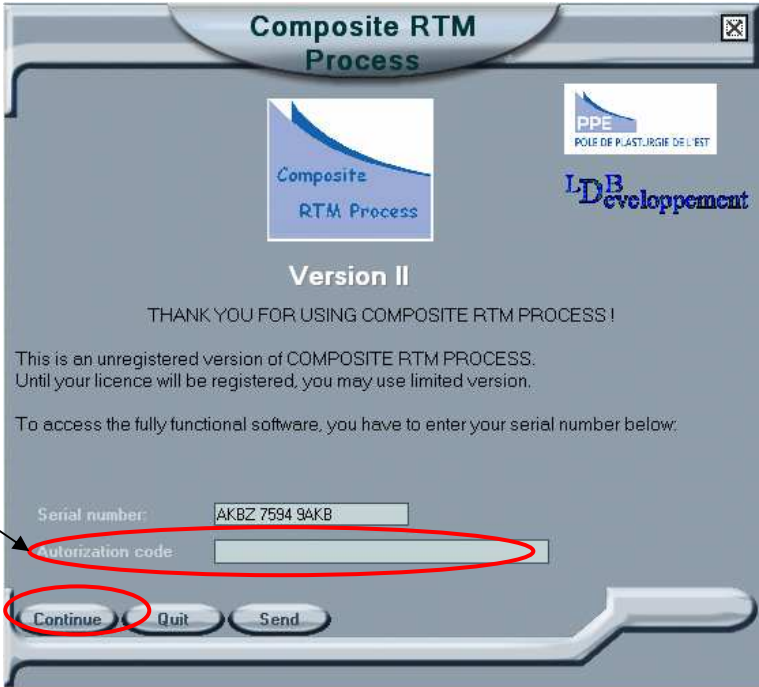 Composite RTM
Process
PPE
POLE DE PLASTURGIE DE L'EST
Composite
RTM Process
LDB
Developpement
Version II
THANK YOU FOR USING COMPOSITE RTM PROCESS !
This is an unregistered version of COMPOSITE RTM PROCESS.
Until your licence will be registered, you may use limited version.
To access the fully functional software, you have to enter your serial number below:
Serial number: AKBZ 7594 9AKB
Autorization code
Continue Quit Send